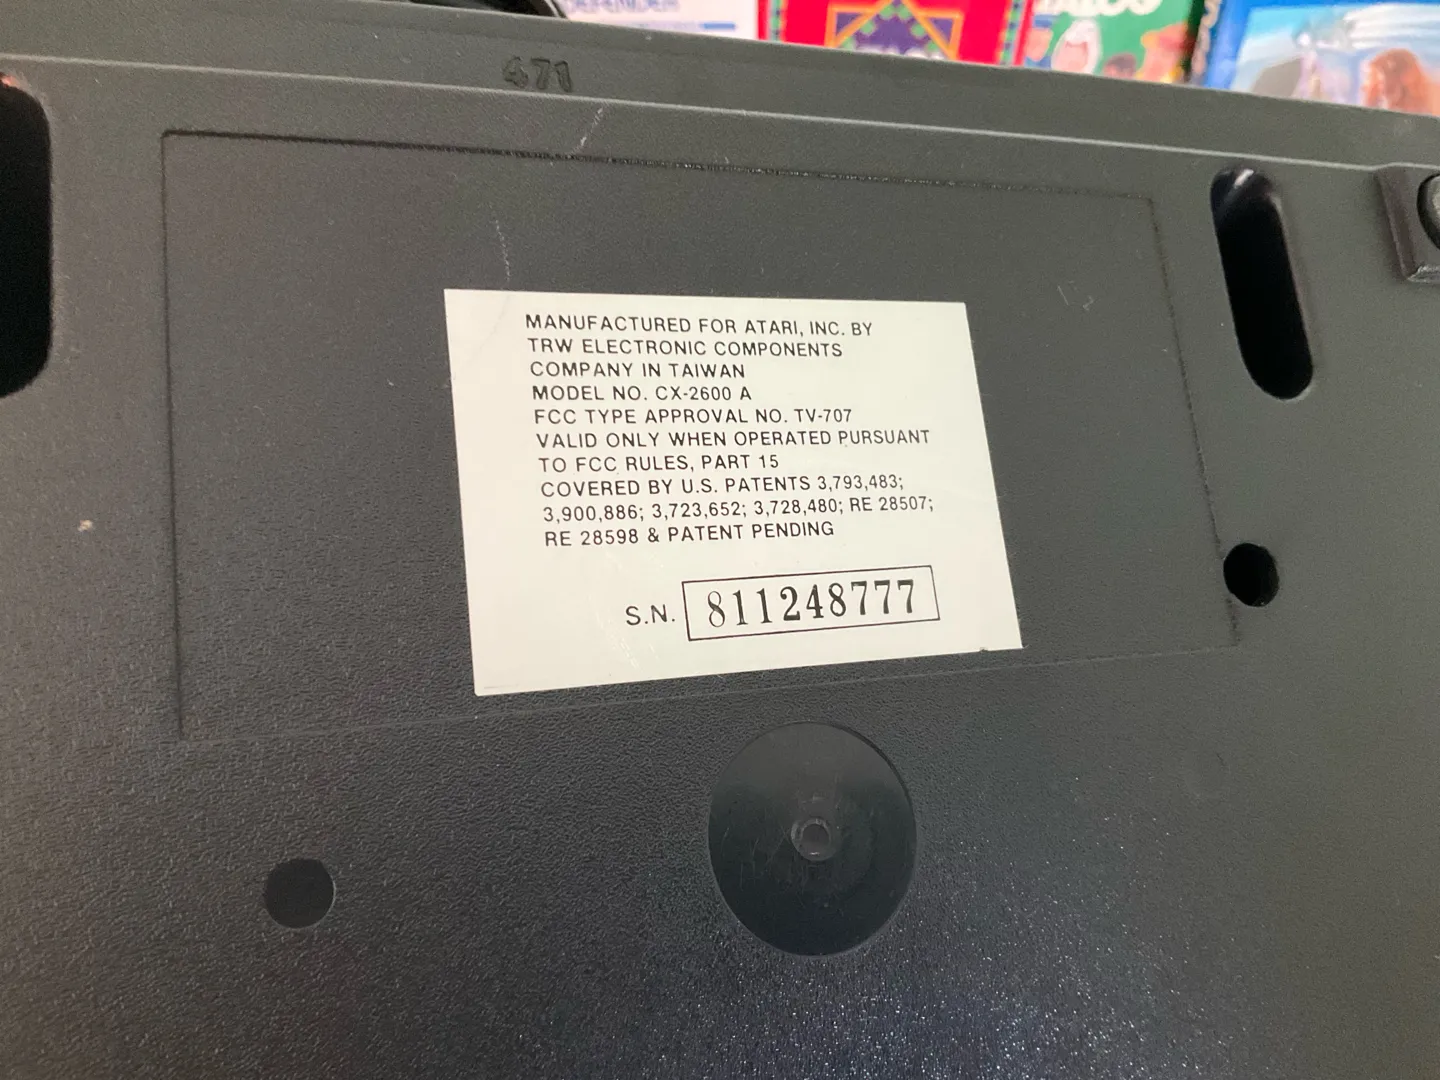 DEFENDER
471
MANUFACTURED FOR ATARI, INC. BY
TRW ELECTRONIC COMPONENTS
COMPANY IN TAIWAN
MODEL NO. CX-2600 A
FCC TYPE APPROVAL NO. TV-707
VALID ONLY WHEN OPERATED PURSUANT
TO FCC RULES, PART 15
COVERED BY U.S. PATENTS 3,793,483;
3,900,886; 3,723,652; 3,728,480; RE 28507;
RE 28598 & PATENT PENDING
S.N. 811248777